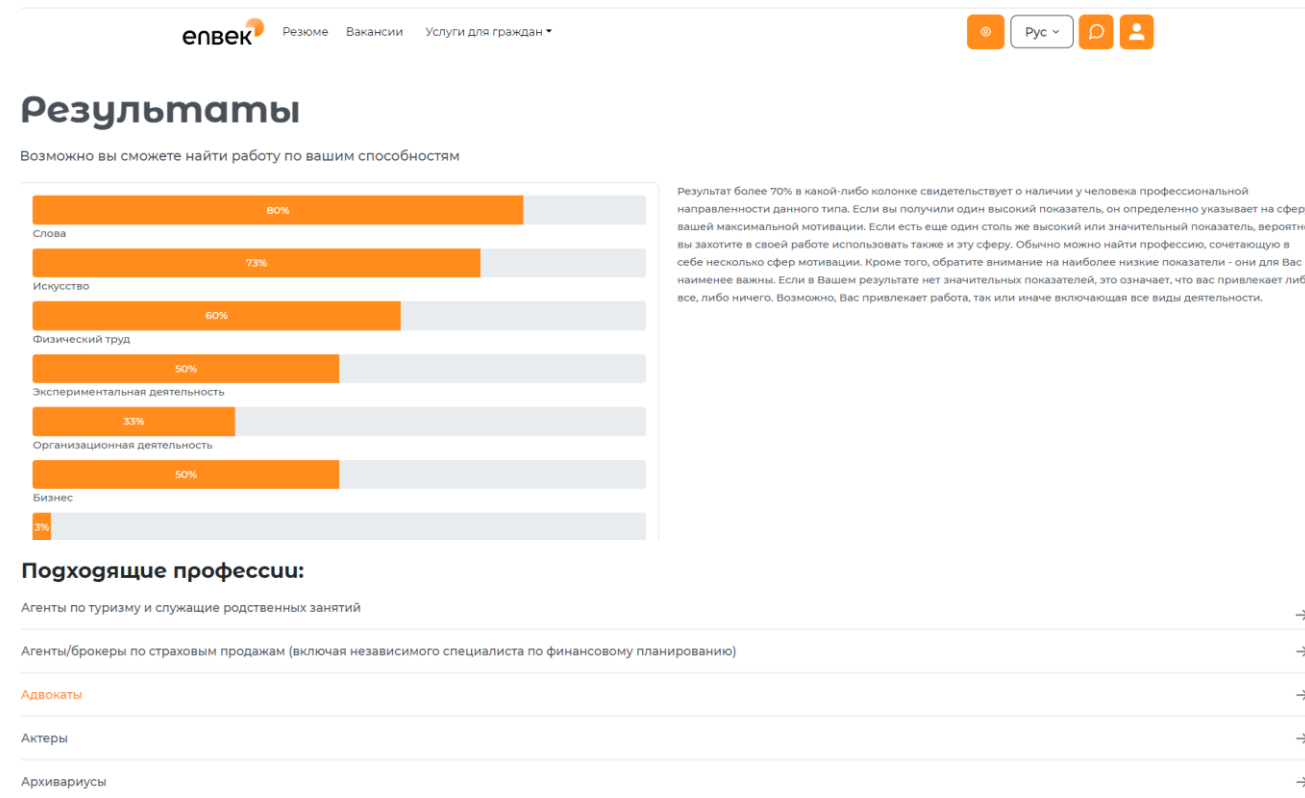 enbek
Резюме Вакансии Услуги для граждан
Рус
Результаты
Возможно вы сможете найти работу по вашим способностям
80%
Слова
73%
Искусство
60%
Физический труд
50%
Экспериментальная деятельность
33%
Организационная деятельность
50%
Бизнес
3%
Результат более 70% в какой-либо колонке свидетельствует о наличии у человека профессиональной
направленности данного типа. Если вы получили один высокий показатель, он определенно указывает на сфер
вашей максимальной мотивации. Если есть еще один столь же высокий или значительный показатель, вероятн
вы захотите в своей работе использовать также и эту сферу. Обычно можно найти профессию, сочетающую в
себе несколько сфер мотивации. Кроме того, обратите внимание на наиболее низкие показатели - они для Вас
наименее важны. Если в Вашем результате нет значительных показателей, это означает, что вас привлекает либ
все, либо ничего. Возможно, Вас привлекает работа, так или иначе включающая все виды деятельности.
Подходящие профессии:
Агенты по туризму и служащие родственных занятий
Агенты/брокеры по страховым продажам (включая независимого специалиста по финансовому планированию)
Адвокаты
Актеры
Архивариусы